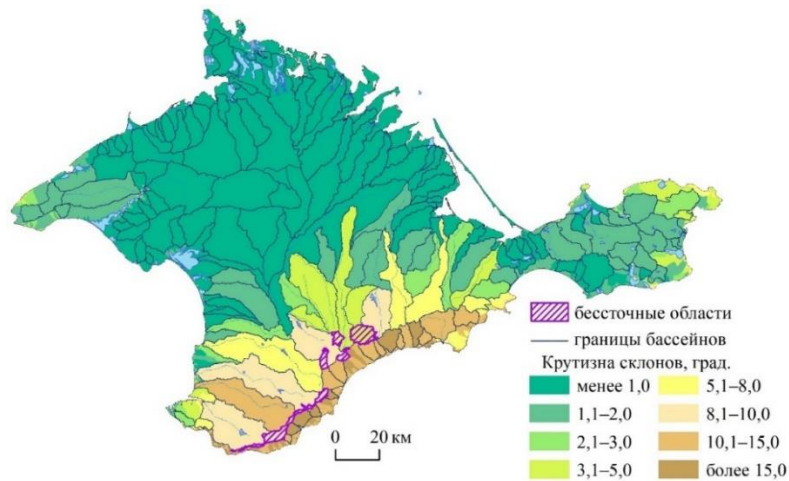 бессточные области
границы бассейнов
Крутизна склонов, град.
менее 1,0
5,1–8,0
1,1–2,0
8,1–10,0
2,1–3,0
10,1–15,0
3,1–5,0
более 15,0
0 20 км